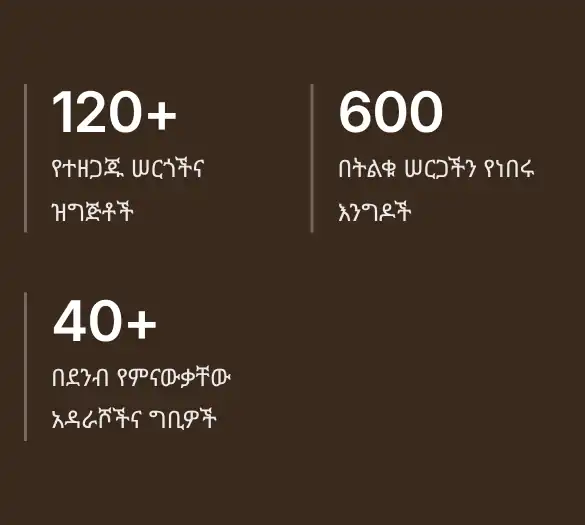 120+
የተዘጋጁ ሠርጎችና
ዝግጅቶች
600
በትልቁ ሠርጋችን የነበሩ
እንግዶች
40+
በደንብ የምናውቃቸው
አዳራሾችና ግቢዎች